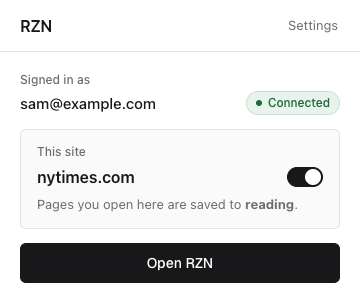 RZN
Settings
Signed in as
sam@example.com
Connected
This site
nytimes.com
Pages you open here are saved to reading.
Open RZN